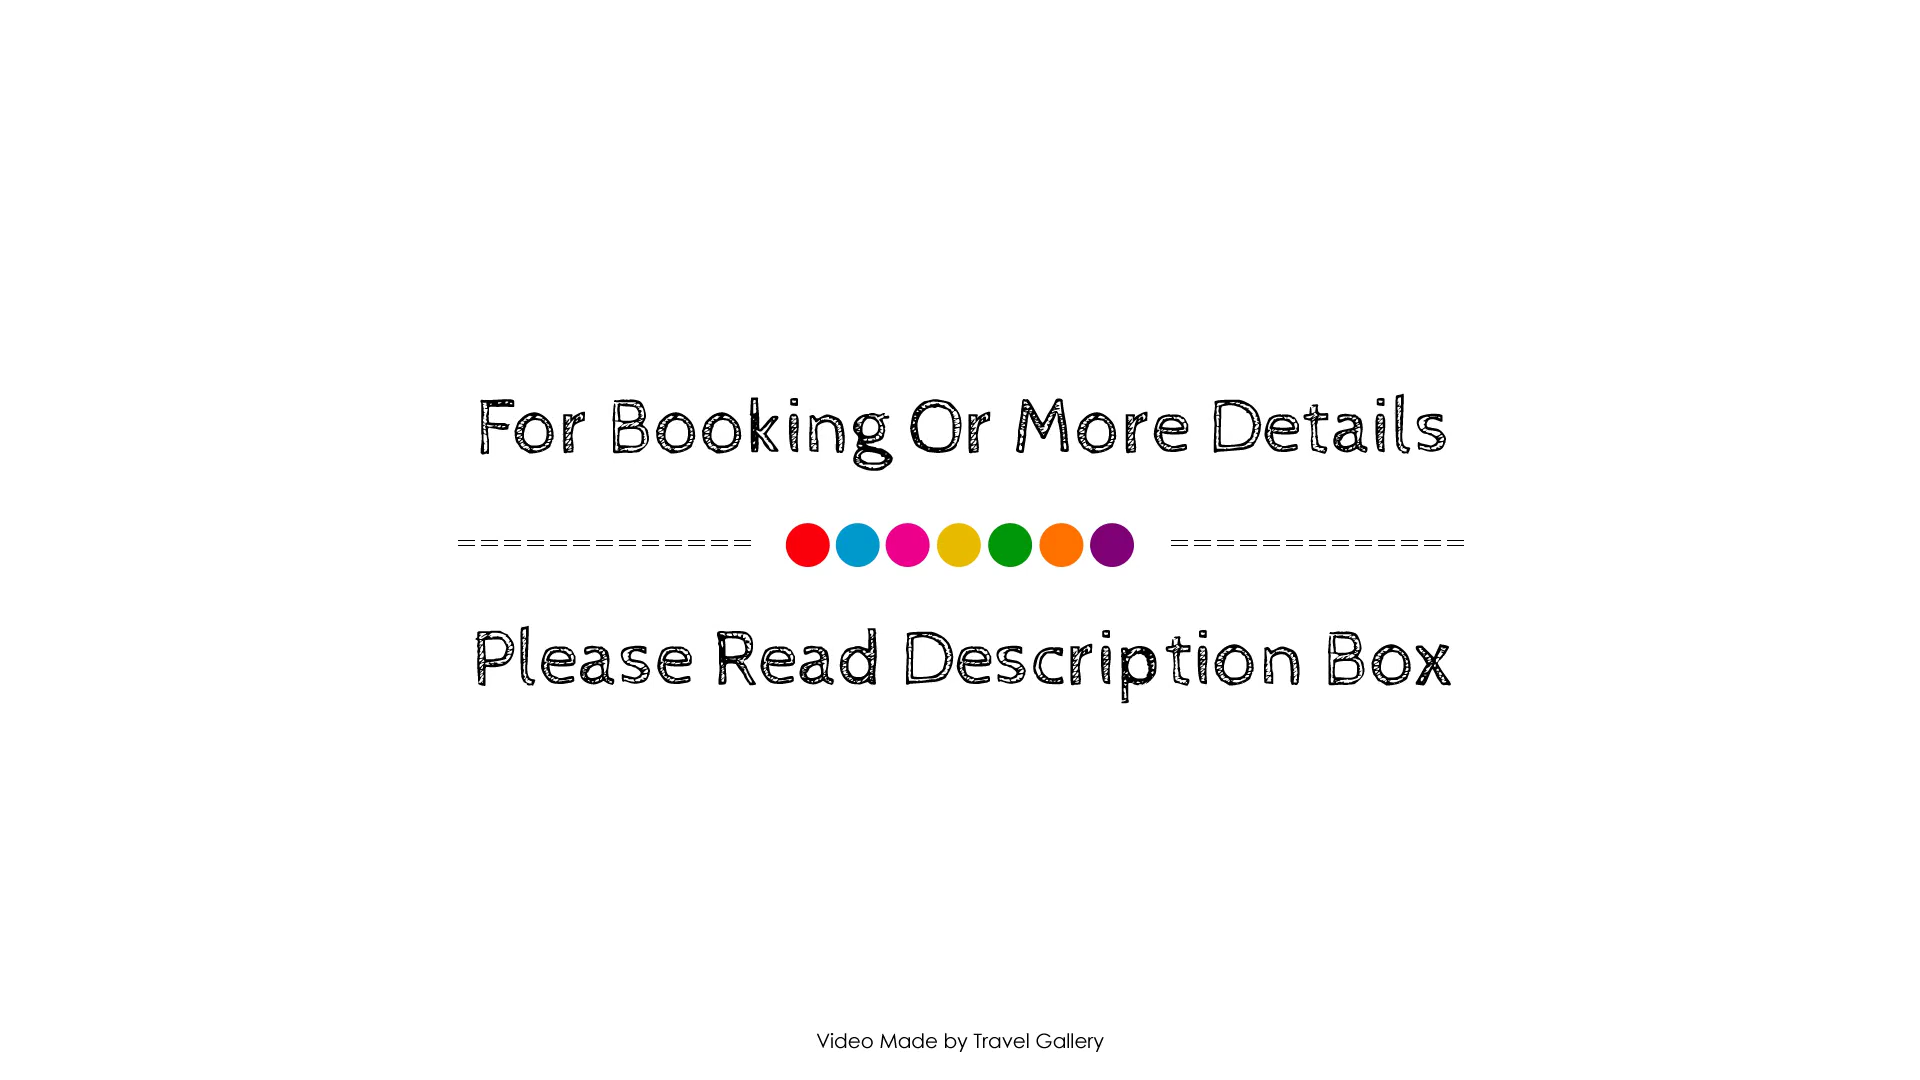 For Booking Or More Details
============= =============
Please Read Description Box
Video Made by Travel Gallery